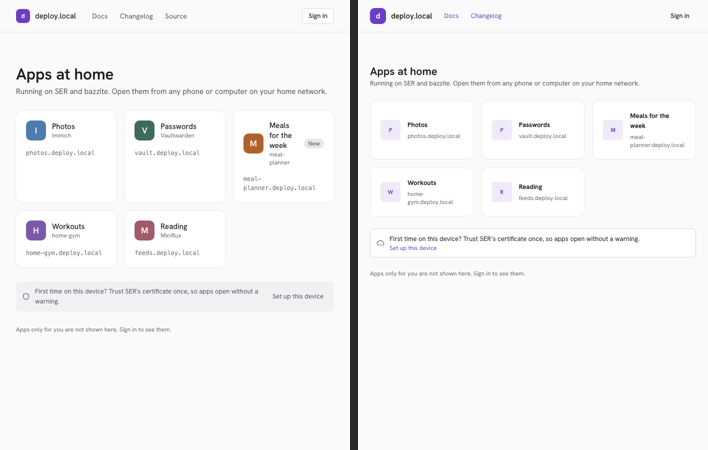 d deploy.local Docs Changelog Source Sign in
Apps at home
Running on SER and bazzite. Open them from any phone or computer on your home network.
I Photos
Immich
photos.deploy.local
V Passwords
Vaultwarden
vault.deploy.local
M Meals
for the
week
meal-
planner
New
meal-
planner.deploy.local
H Workouts
home-gym
home-gym.deploy.local
M Reading
Miniflux
feeds.deploy.local
First time on this device? Trust SER's certificate once, so apps open without a
warning.
Set up this device
Apps only for you are not shown here. Sign in to see them.
d deploy.local Docs Changelog Sign in
Apps at home
Running on SER and bazzite. Open them from any phone or computer on your home network.
P Photos
photos.deploy.local
P Passwords
vault.deploy.local
M Meals for the
week
meal-
planner.deploy.local
W Workouts
home-
gym.deploy.local
R Reading
feeds.deploy.local
First time on this device? Trust SER's certificate once, so apps open without a warning.
Set up this device
Apps only for you are not shown here. Sign in to see them.